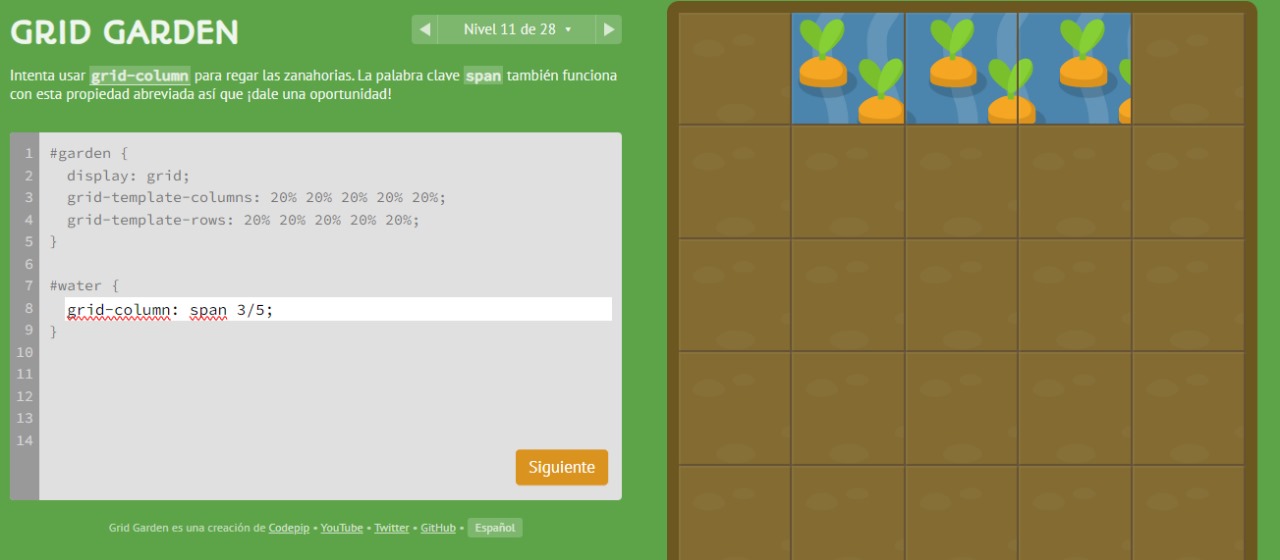 GRID GARDEN
◀ Nivel 11 de 28 ▾ ▶
Intenta usar grid-column para regar las zanahorias. La palabra clave span también funciona
con esta propiedad abreviada así que ¡dale una oportunidad!
1 #garden {
2 display: grid;
3 grid-template-columns: 20% 20% 20% 20% 20%;
4 grid-template-rows: 20% 20% 20% 20% 20%;
5 }
6
7 #water {
8 grid-column: span 3/5;
9 }
10
11
12
13
14
Siguiente
Grid Garden es una creación de Codepip • YouTube • Twitter • GitHub • Español